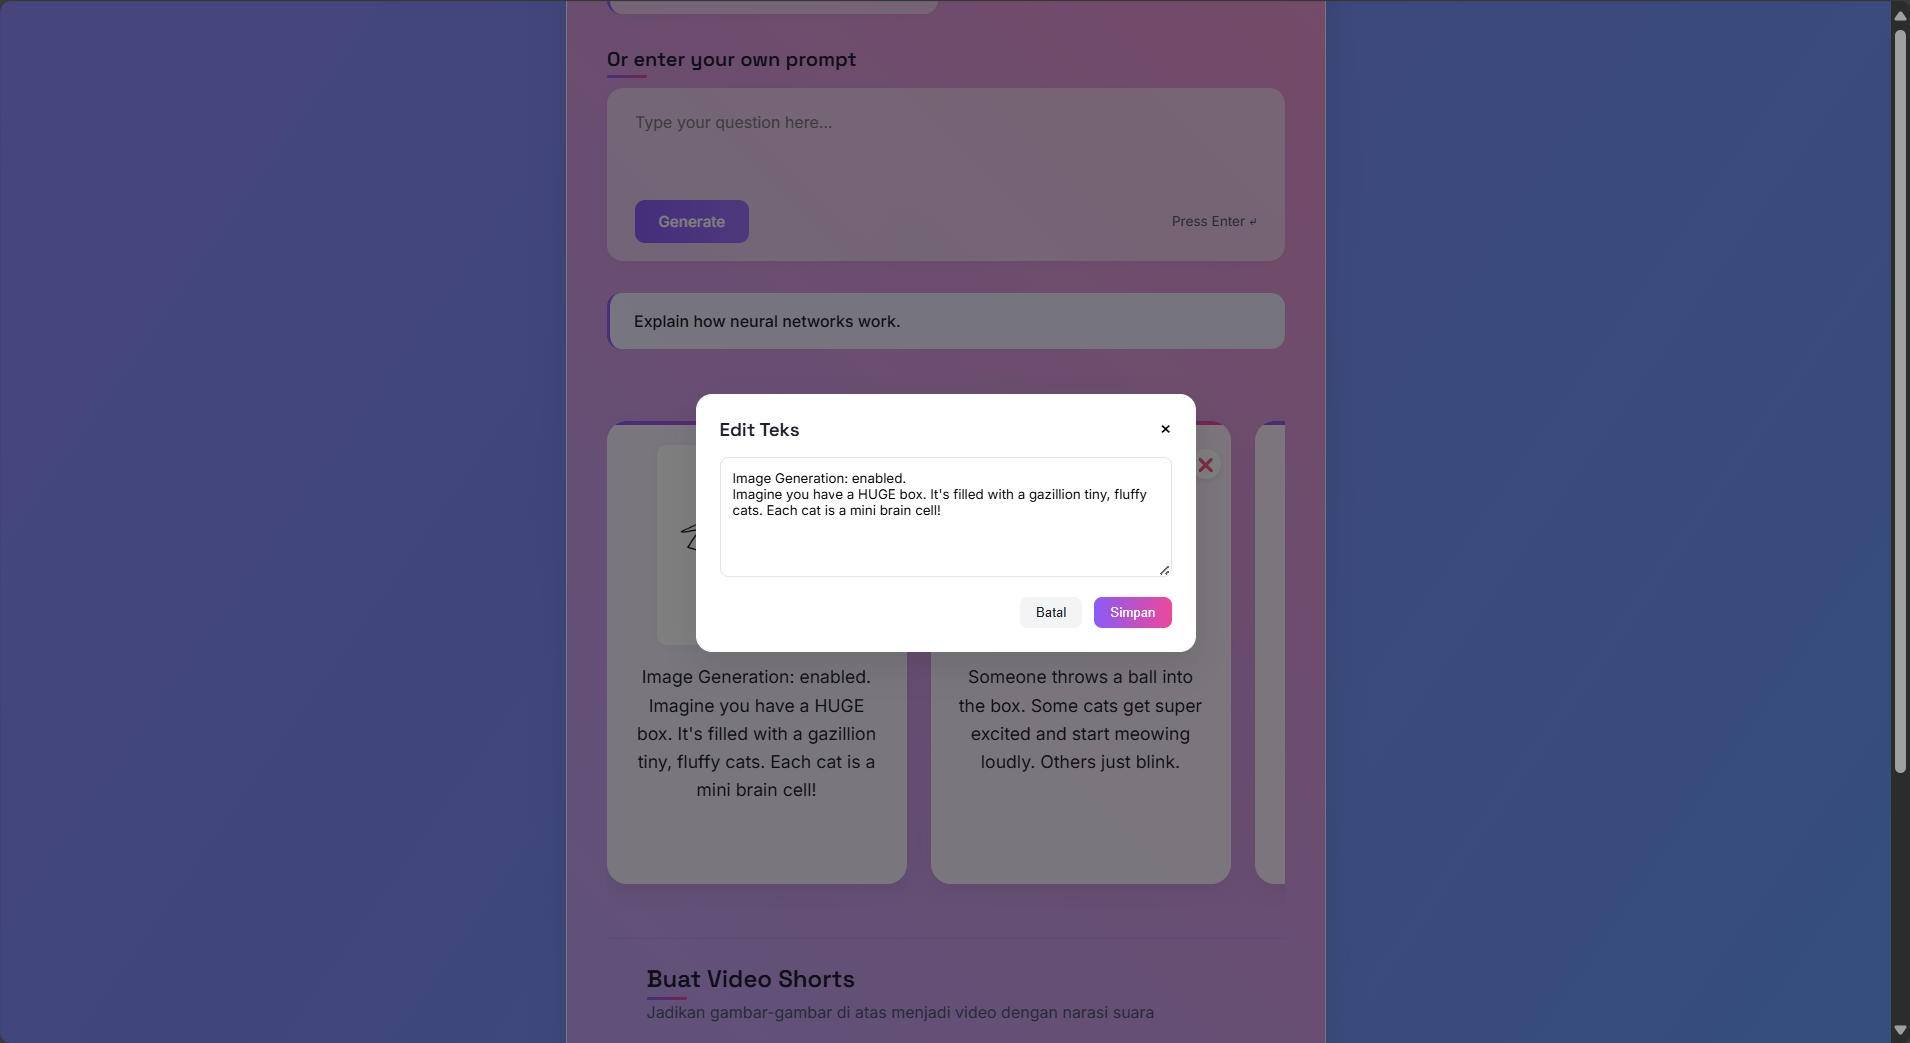 Or enter your own prompt
Type your question here...
Generate
Press Enter ↵
Explain how neural networks work.
Edit Teks
×
Image Generation: enabled.
Imagine you have a HUGE box. It's filled with a gazillion tiny, fluffy
cats. Each cat is a mini brain cell!
Batal
Simpan
Image Generation: enabled.
Imagine you have a HUGE
box. It's filled with a gazillion
tiny, fluffy cats. Each cat is a
mini brain cell!
Someone throws a ball into
the box. Some cats get super
excited and start meowing
loudly. Others just blink.
Buat Video Shorts
Jadikan gambar-gambar di atas menjadi video dengan narasi suara